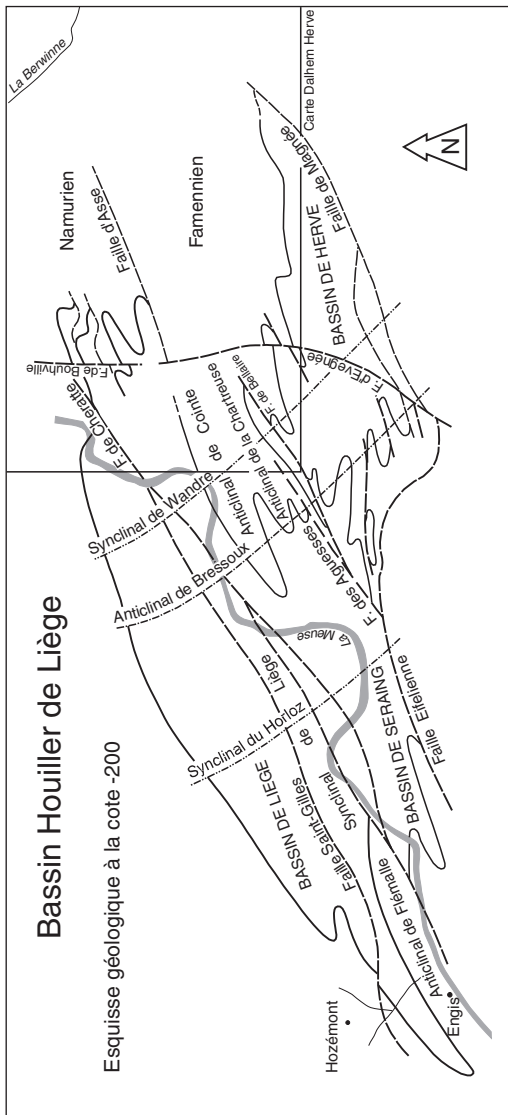 Bassin Houiller de Liège
Esquisse géologique à la cote -200
La Berwinne
Namurien
Faille d'Asse
Famennien
Carte Dalhem Herve
F. de Bouhville
F. de Cheratte
Synclinal de Wandre
Anticlinal de Cointe
Anticlinal de la Chartreuse
F. de Bellaire
Faille de Magnée
BASSIN DE HERVE
F. d'Evegnée
Anticlinal de Bressoux
F. des Aguesses
La Meuse
Synclinal du Horloz
BASSIN DE LIEGE
Faille Saint-Gilles
Synclinal de Liège
BASSIN DE SERAING
Faille Eifelienne
Anticlinal de Flémalle
Hozémont
Engis
N